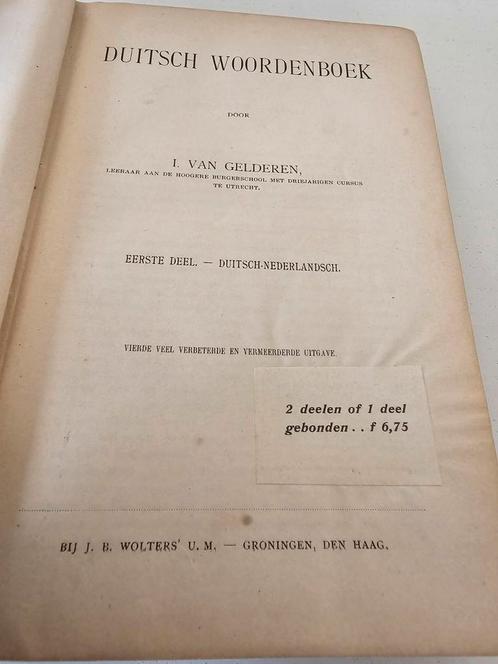 DUITSCH WOORDENBOEK
DOOR
I. VAN GELDEREN,
LEERAAR AAN DE HOOGERE BURGERSCHOOL MET DRIEJARIGEN CURSUS
TE UTRECHT.
EERSTE DEEL. — DUITSCH-NEDERLANDSCH.
VIERDE VEEL VERBETERDE EN VERMEERDERDE UITGAVE.
2 deelen of 1 deel
gebonden . . f 6,75
BIJ J. B. WOLTERS' U. M. — GRONINGEN, DEN HAAG.